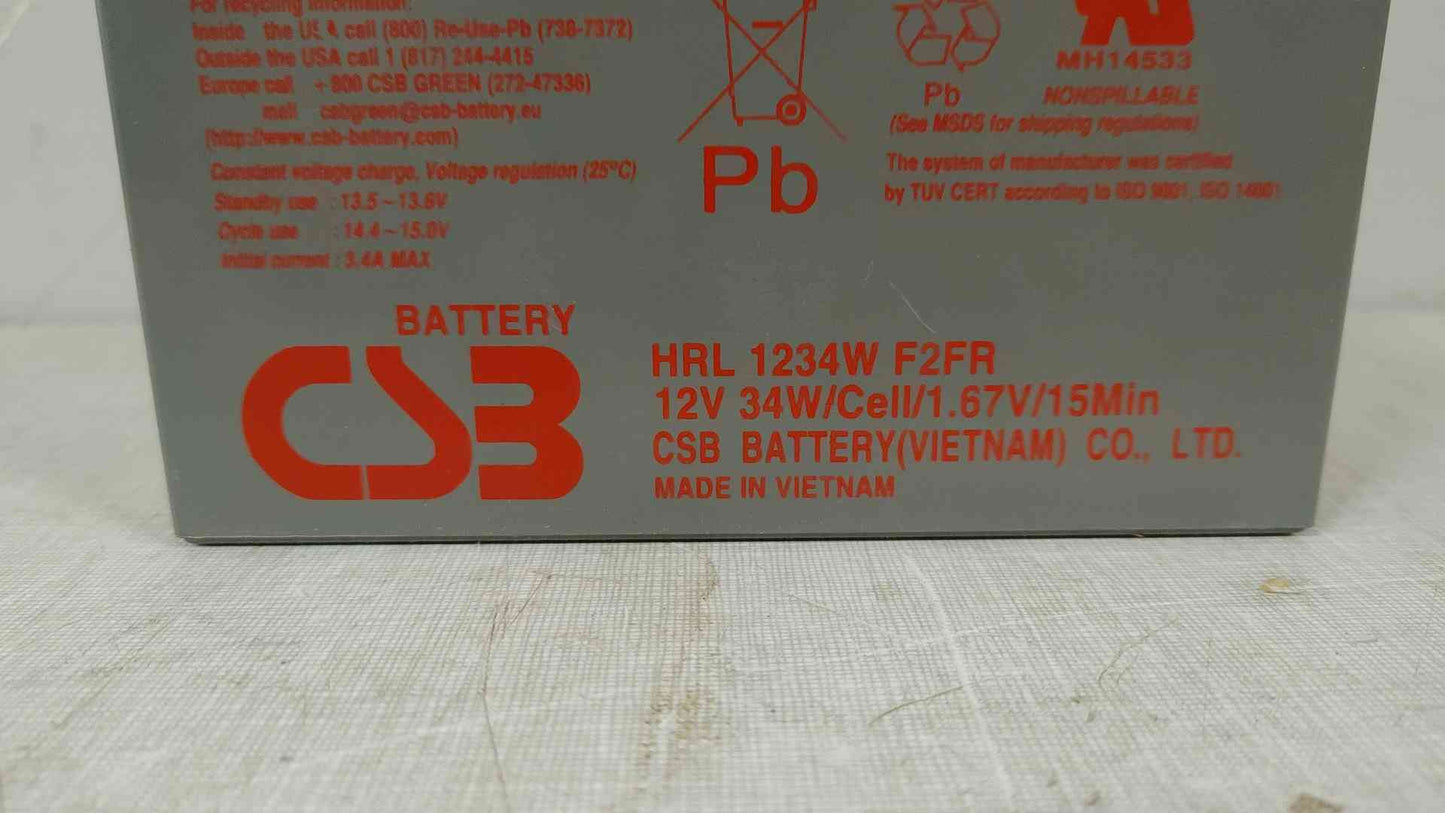 For recycling information:
Inside the USA call (800) Re-Use-Pb (738-7372)
Outside the USA call 1 (817) 244-4415
Europe call + 800 CSB GREEN (272-47336)
mail csbgreen@csb-battery.eu
(http://www.csb-battery.com)
Constant voltage charge, Voltage regulation (25°C)
Standby use : 13.5~13.8V
Cycle use : 14.4~15.0V
Initial current : 3.4A MAX
Pb
Pb
MH14533
NONSPILLABLE
(See MSDS for shipping regulations)
The system of manufacturer was certified
by TUV CERT according to ISO 9001, ISO 14001
BATTERY
CSB
HRL 1234W F2FR
12V 34W/Cell/1.67V/15Min
CSB BATTERY(VIETNAM) CO., LTD.
MADE IN VIETNAM